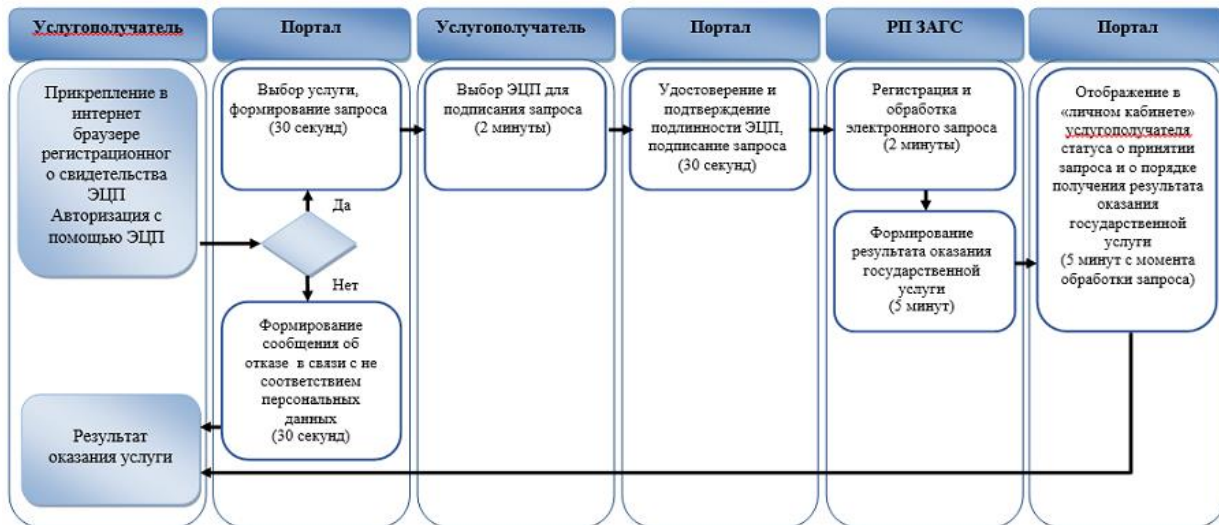 Услугополучатель
Портал
Услугополучатель
Портал
РП ЗАГС
Портал
Прикрепление в
интернет
браузере
регистрационног
о свидетельства
ЭЦП
Авторизация с
помощью ЭЦП
Выбор услуги,
формирование запроса
(30 секунд)
Да
Нет
Формирование
сообщения об
отказе в связи с не
соответствием
персональных
данных
(30 секунд)
Выбор ЭЦП для
подписания запроса
(2 минуты)
Удостоверение и
подтверждение
подлинности ЭЦП,
подписание запроса
(30 секунд)
Регистрация и
обработка
электронного запроса
(2 минуты)
Формирование
результата оказания
государственной
услуги
(5 минут)
Отображение в
«личном кабинете»
услугополучателя
статуса о принятии
запроса и о порядке
получения результата
оказания
государственной
услуги
(5 минут с момента
обработки запроса)
Результат
оказания услуги